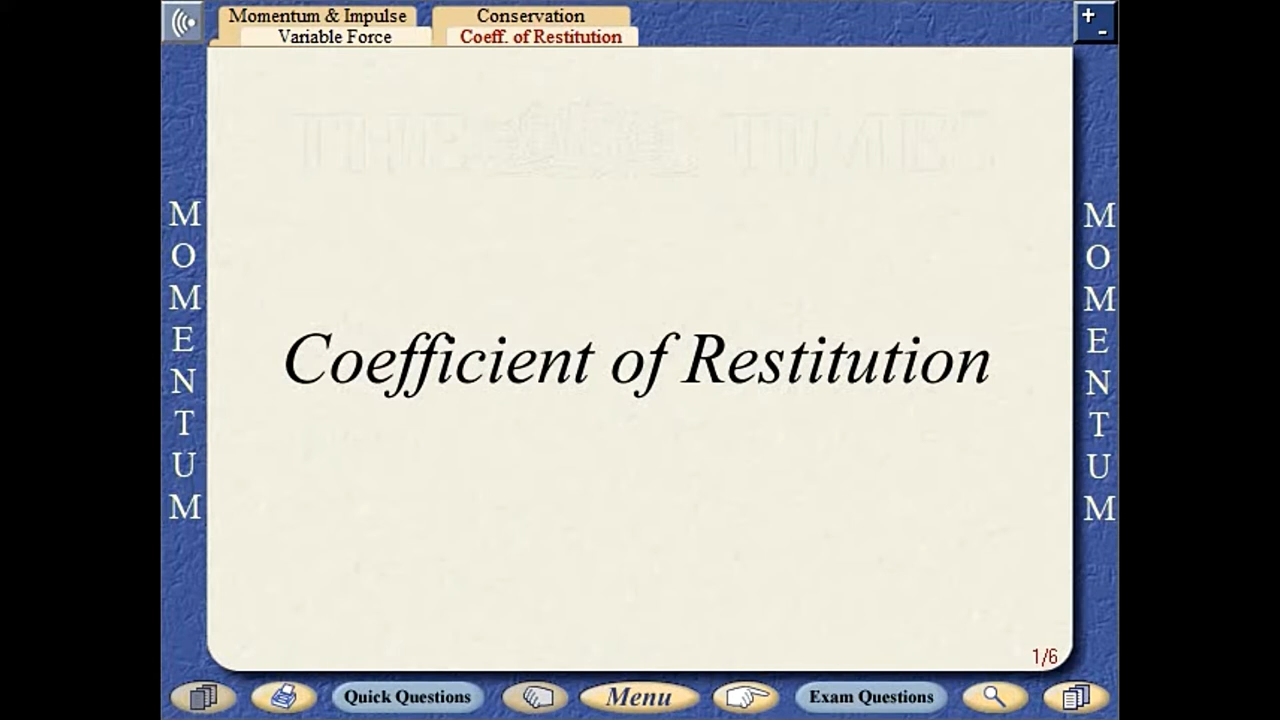 Momentum & Impulse
Conservation
Variable Force
Coeff. of Restitution
+
-
MOMENTUM
MOMENTUM
Coefficient of Restitution
1/6
Quick Questions
Menu
Exam Questions